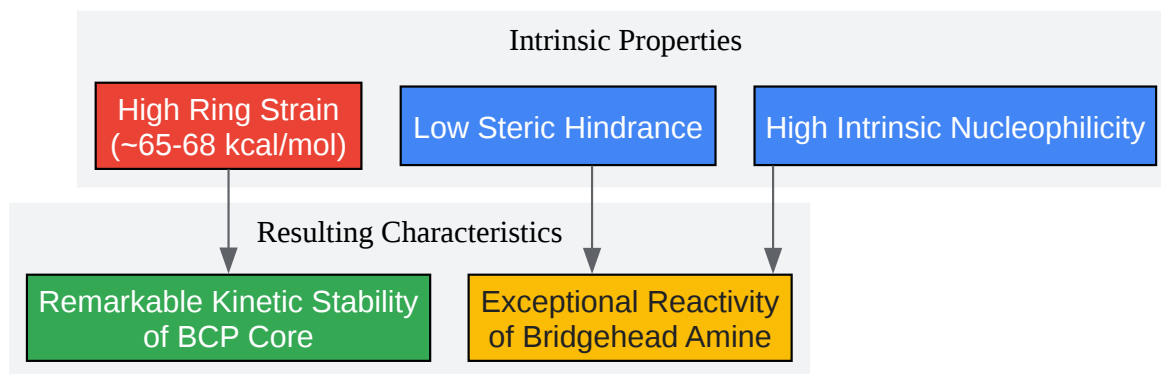 Intrinsic Properties
High Ring Strain
(~65-68 kcal/mol)
Low Steric Hindrance
High Intrinsic Nucleophilicity
Resulting Characteristics
Remarkable Kinetic Stability
of BCP Core
Exceptional Reactivity
of Bridgehead Amine